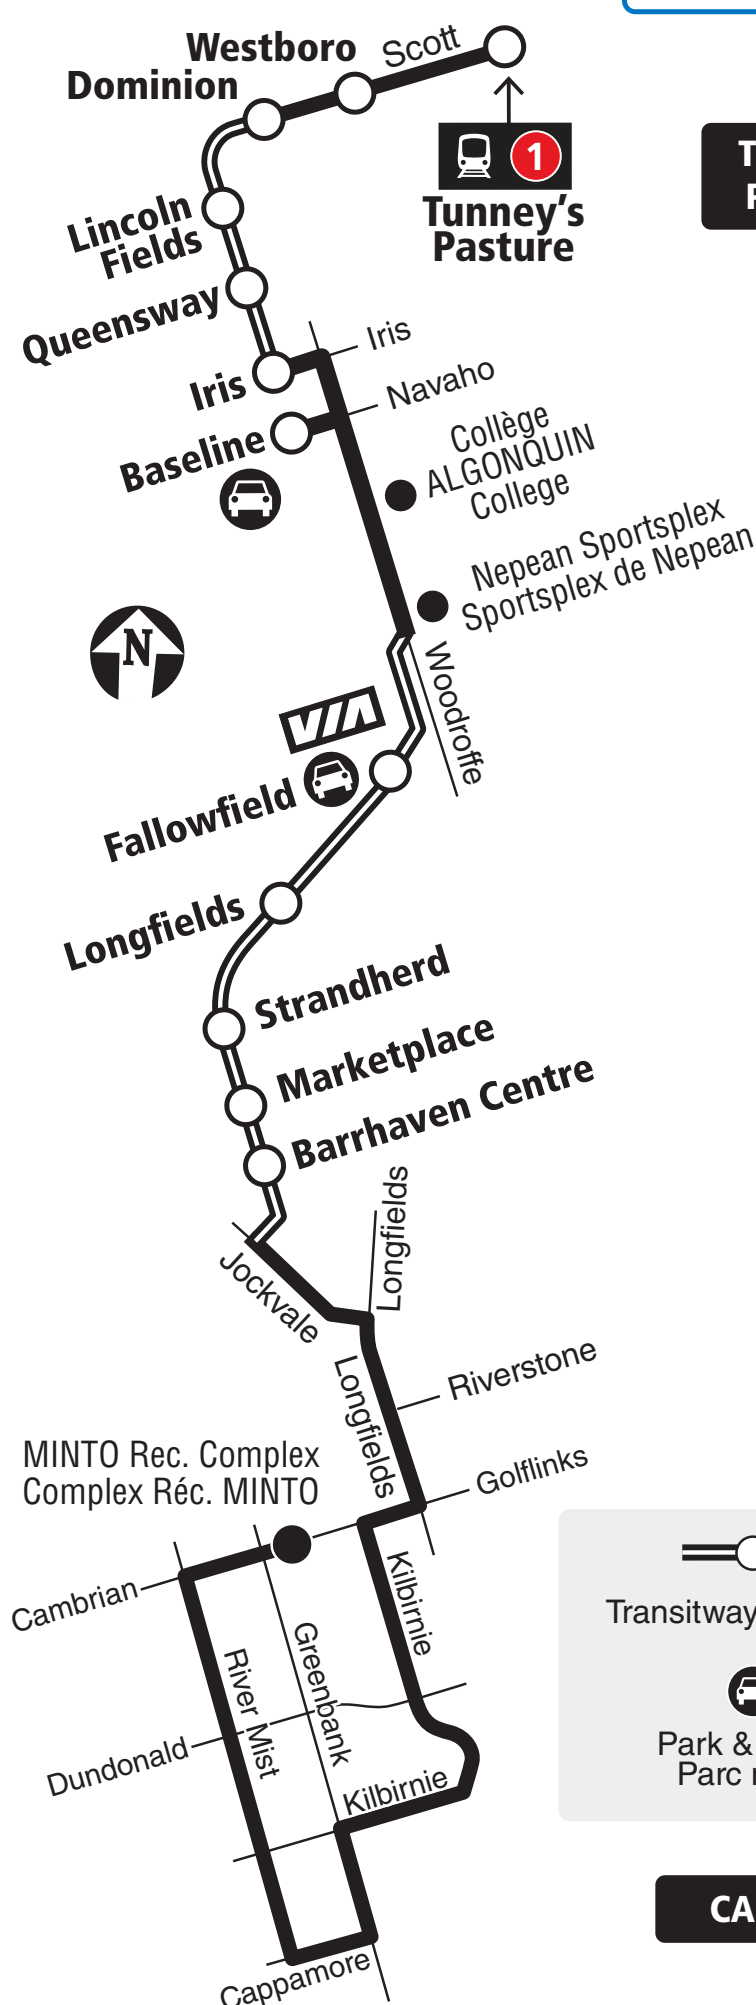 Westboro
Scott
Dominion
1
Tunney's
Pasture
Lincoln
Fields
Queensway
Iris
Iris
Navaho
Baseline
Collège
ALGONQUIN
College
Nepean Sportsplex
Sportsplex de Nepean
N
Woodroffe
VIA
Fallowfield
Longfields
Strandherd
Marketplace
Barrhaven Centre
Longfields
Jockvale
Riverstone
Longfields
MINTO Rec. Complex
Complex Réc. MINTO
Golflinks
Cambrian
Kilbirnie
Transitway
River Mist
Greenbank
Dundonald
Park &
Parc
Kilbirnie
CA
Cappamore